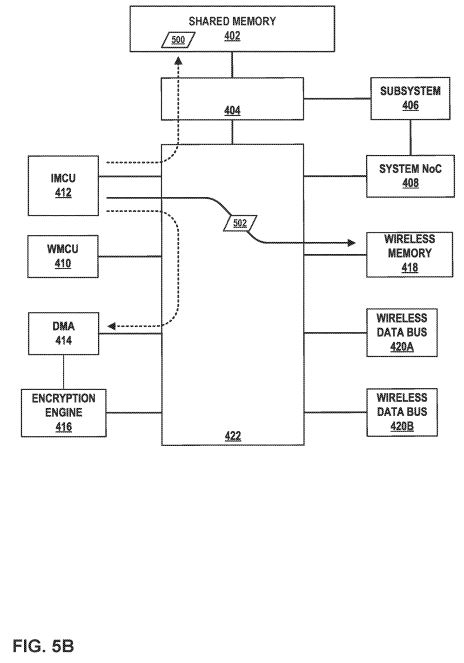 SHARED MEMORY
500
402
404
SUBSYSTEM
406
IMCU
412
SYSTEM NoC
408
502
WMCU
410
WIRELESS
MEMORY
418
DMA
414
WIRELESS
DATA BUS
420A
ENCRYPTION
ENGINE
416
WIRELESS
DATA BUS
420B
422
FIG. 5B